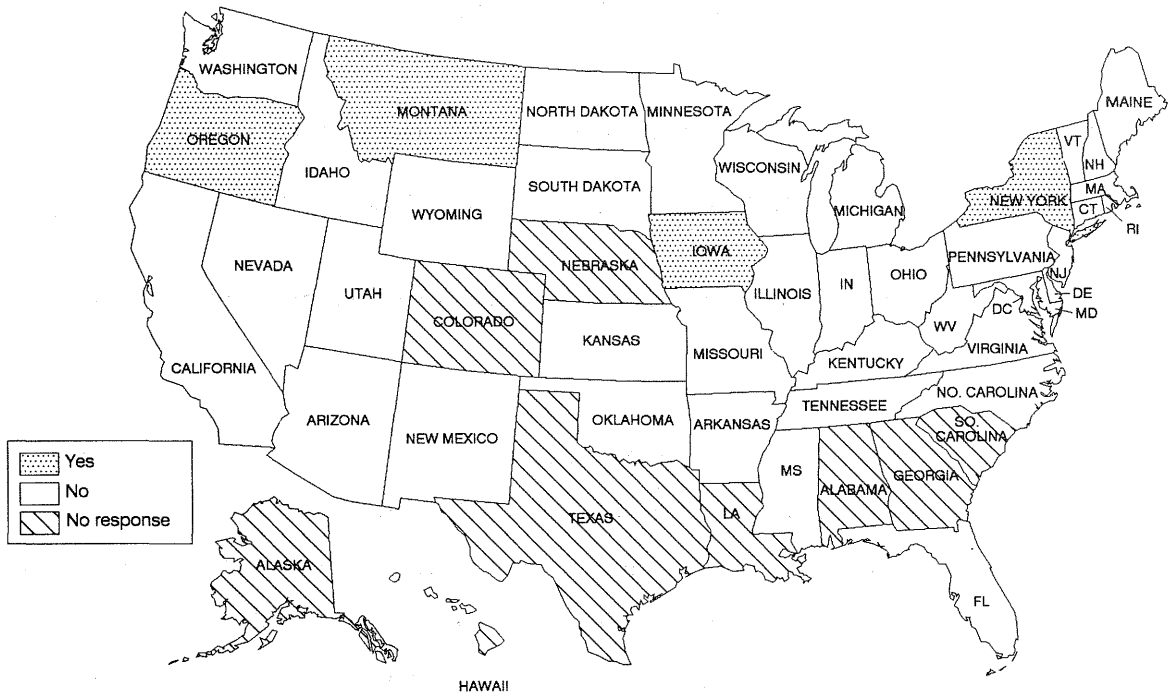 WASHINGTON
OREGON
MONTANA
IDAHO
WYOMING
NORTH DAKOTA
SOUTH DAKOTA
MINNESOTA
WISCONSIN
MICHIGAN
MAINE
VT
NH
MA
NEW YORK
CT
RI
NEVADA
UTAH
COLORADO
NEBRASKA
IOWA
ILLINOIS
IN
OHIO
PENNSYLVANIA
NJ
DE
MD
DC
WV
VIRGINIA
CALIFORNIA
KANSAS
MISSOURI
KENTUCKY
ARIZONA
NEW MEXICO
OKLAHOMA
ARKANSAS
TENNESSEE
NO. CAROLINA
SO.
CAROLINA
TEXAS
LA
MS
ALABAMA
GEORGIA
FL
Yes
No
No response
ALASKA
HAWAII